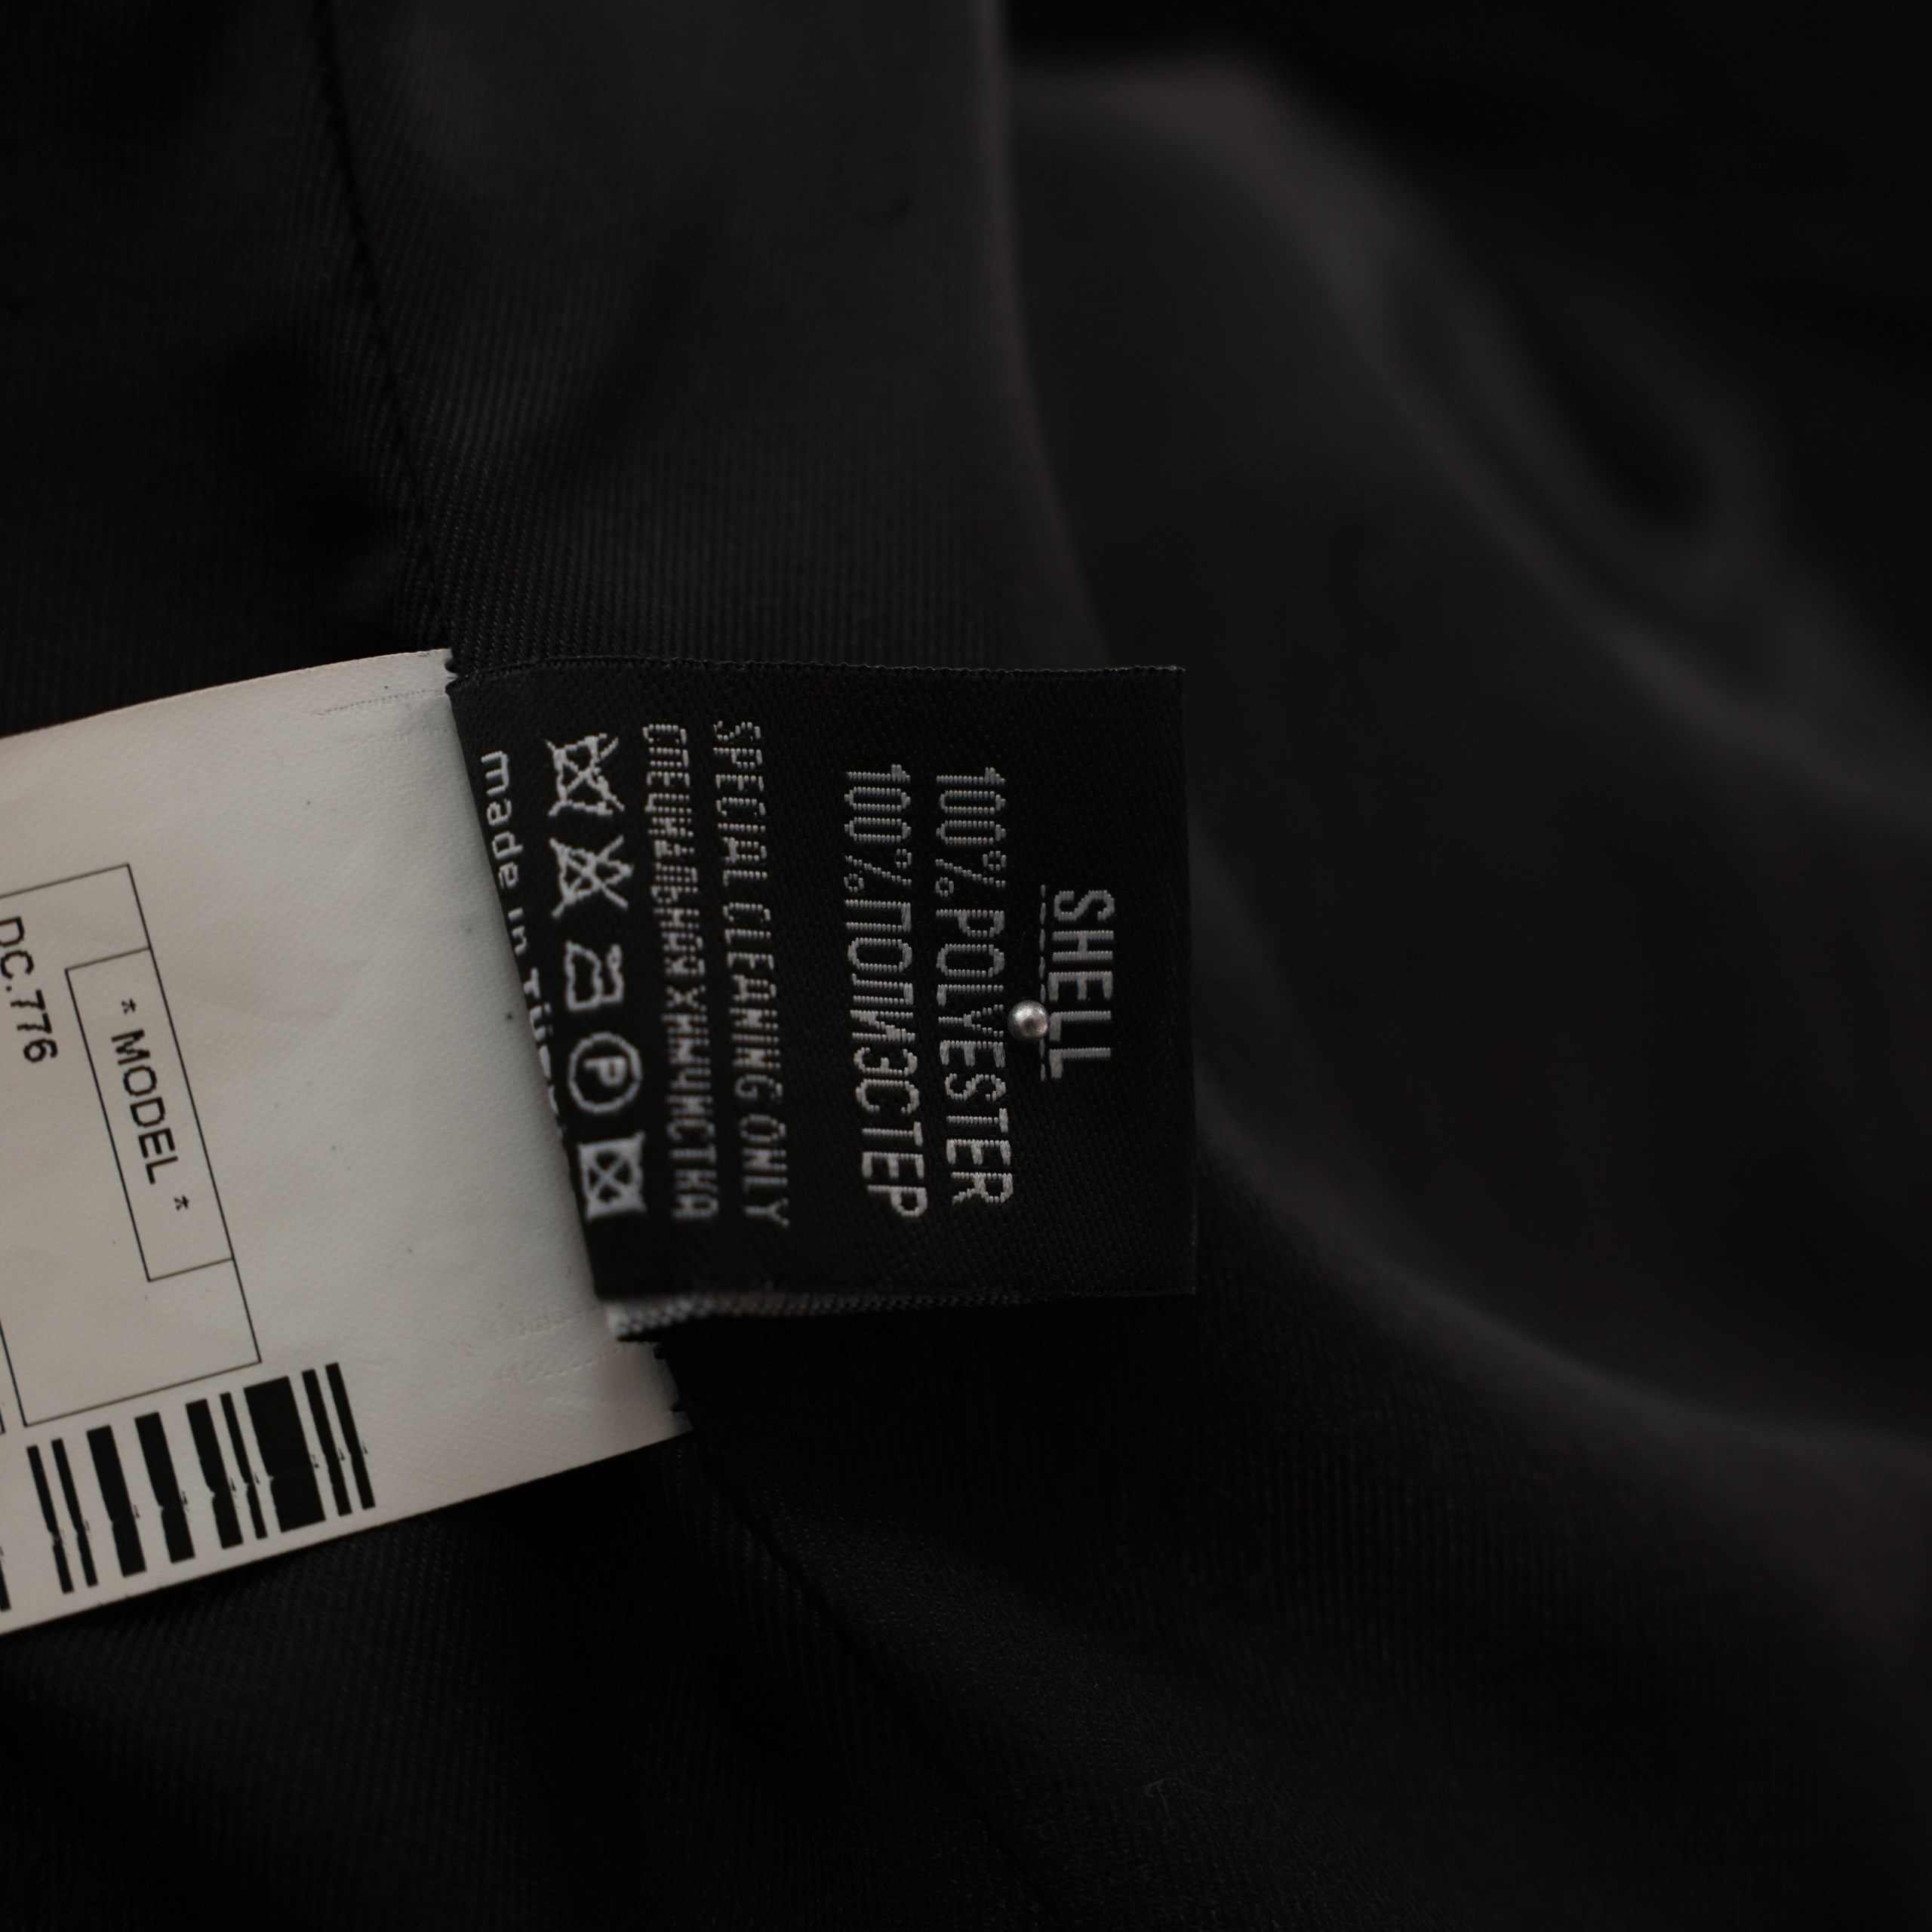 SHELL
100%POLYESTER
100%ПОЛИЭСТЕР
SPECIAL CLEANING ONLY
СПЕЦИАЛЬНАЯ ХИМЧИСТКА
P
made in
* MODEL *
DC.776